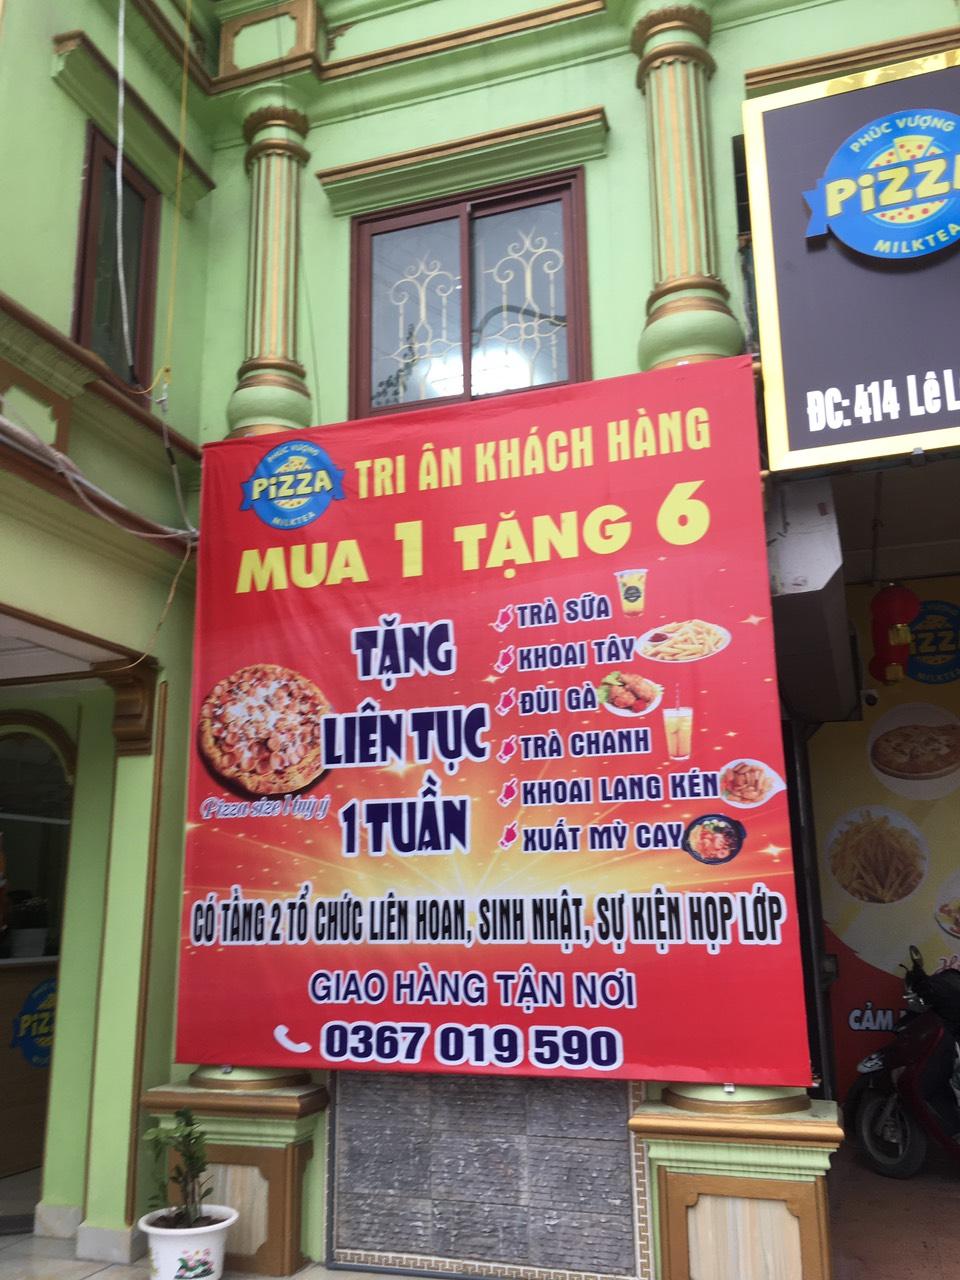 PHÚC VƯỢNG
PiZZA
MILKTEA
ĐC: 414 Lê
PHÚC VƯỢNG
PiZZA
MILKTEA
TRI ÂN KHÁCH HÀNG
MUA 1 TẶNG 6
TẶNG
LIÊN TỤC
1 TUẦN
Pizza size l tuỳ ý
TRÀ SỮA
KHOAI TÂY
ĐÙI GÀ
TRÀ CHANH
KHOAI LANG KÉN
XUẤT MỲ CAY
CÓ TẦNG 2 TỔ CHỨC LIÊN HOAN, SINH NHẬT, SỰ KIỆN HỌP LỚP
GIAO HÀNG TẬN NƠI
0367 019 590
CẢM